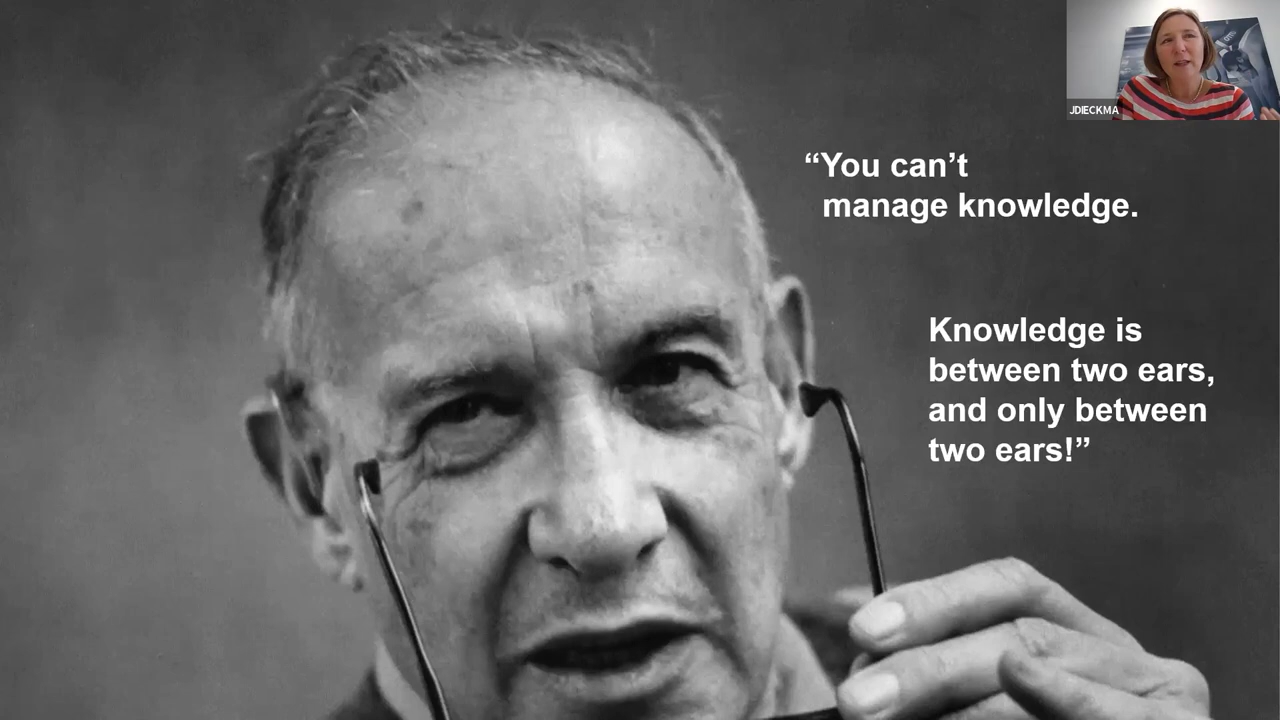 JDIECKMA
“You can’t
manage knowledge.
Knowledge is
between two ears,
and only between
two ears!”